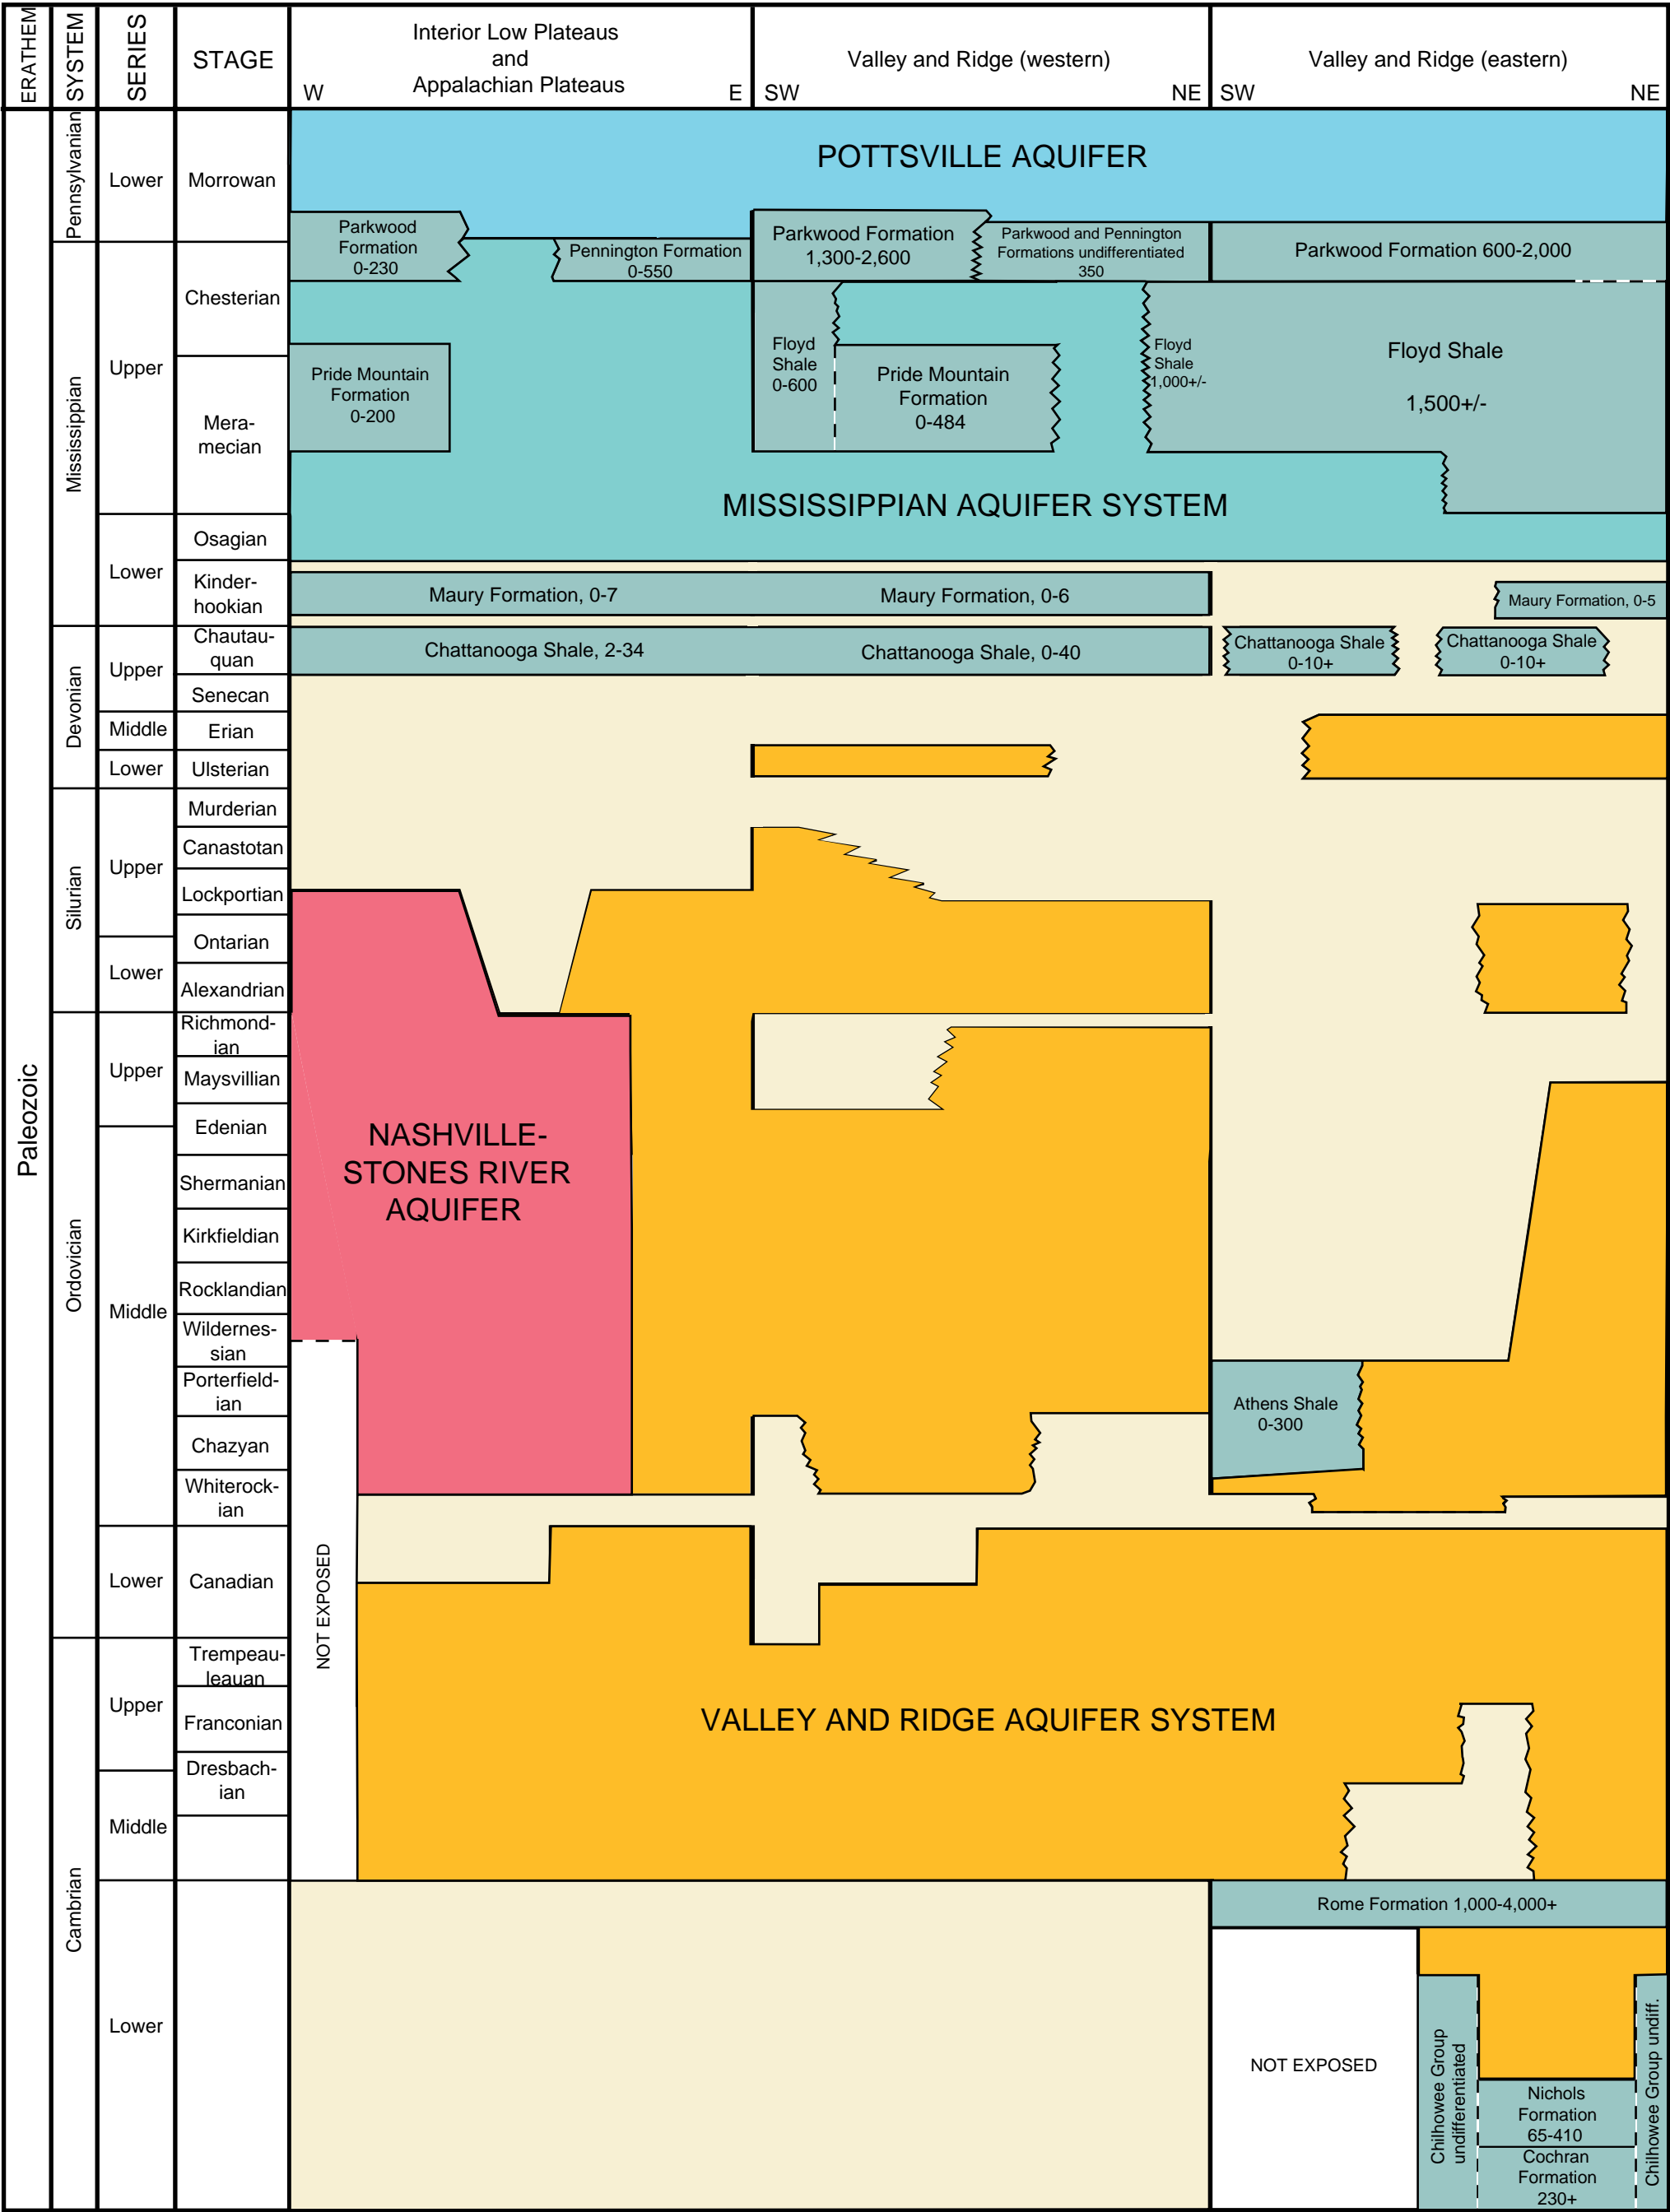 ERATHEM
SYSTEM
SERIES
STAGE
Interior Low Plateaus
and
Appalachian Plateaus
W
E
Valley and Ridge (western)
SW
NE
Valley and Ridge (eastern)
SW
NE
Paleozoic
Pennsylvanian
Mississippian
Devonian
Silurian
Ordovician
Cambrian
Lower
Upper
Lower
Upper
Middle
Lower
Upper
Lower
Upper
Middle
Lower
Upper
Middle
Lower
Morrowan
Chesterian
Mera-
mecian
Osagian
Kinder-
hookian
Chautau-
quan
Senecan
Erian
Ulsterian
Murderian
Canastotan
Lockportian
Ontarian
Alexandrian
Richmond-
ian
Maysvillian
Edenian
Shermanian
Kirkfieldian
Rocklandian
Wildernes-
sian
Porterfield-
ian
Chazyan
Whiterock-
ian
Canadian
Trempeau-
leauan
Franconian
Dresbach-
ian
POTTSVILLE AQUIFER
Parkwood
Formation
0-230
Pennington Formation
0-550
Parkwood Formation
1,300-2,600
Parkwood and Pennington
Formations undifferentiated
350
Parkwood Formation 600-2,000
Pride Mountain
Formation
0-200
Floyd
Shale
0-600
Pride Mountain
Formation
0-484
Floyd
Shale
1,000+/-
Floyd Shale
1,500+/-
MISSISSIPPIAN AQUIFER SYSTEM
Maury Formation, 0-7
Maury Formation, 0-6
Maury Formation, 0-5
Chattanooga Shale, 2-34
Chattanooga Shale, 0-40
Chattanooga Shale
0-10+
Chattanooga Shale
0-10+
NASHVILLE-
STONES RIVER
AQUIFER
Athens Shale
0-300
NOT EXPOSED
VALLEY AND RIDGE AQUIFER SYSTEM
Rome Formation 1,000-4,000+
NOT EXPOSED
Chilhowee Group
undifferentiated
Nichols
Formation
65-410
Cochran
Formation
230+
Chilhowee Group undiff.